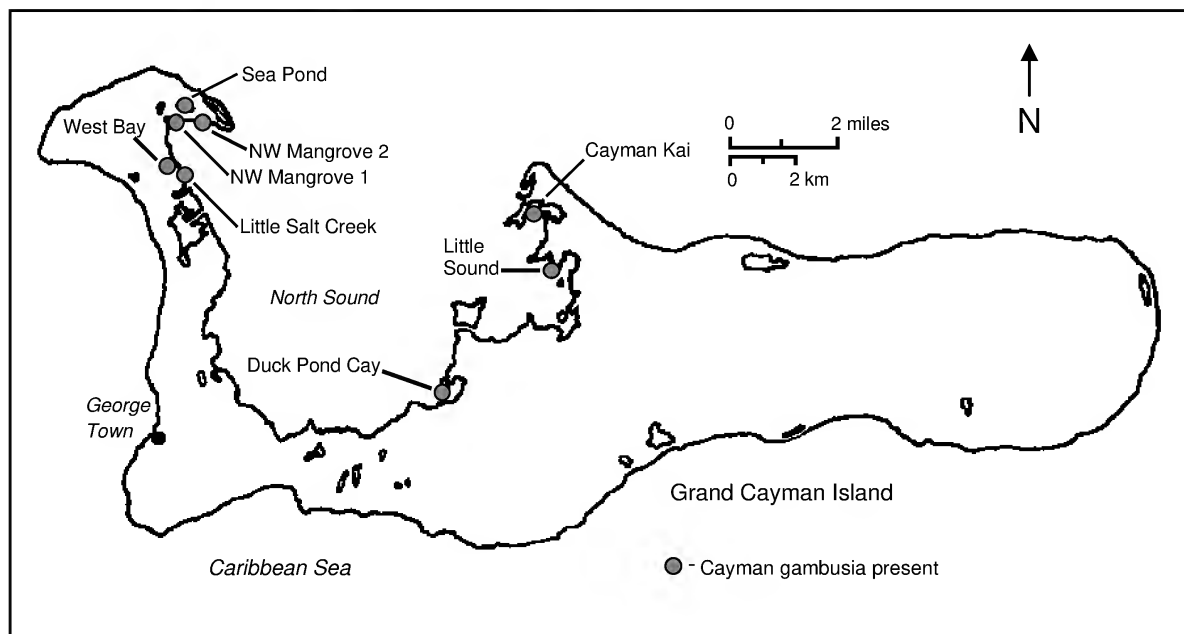 Sea Pond
West Bay
NW Mangrove 2
NW Mangrove 1
Little Salt Creek
North Sound
Duck Pond Cay
George
Town
Cayman Kai
Little
Sound
0 2 miles
0 2 km
N
Grand Cayman Island
Caribbean Sea
- Cayman gambusia present